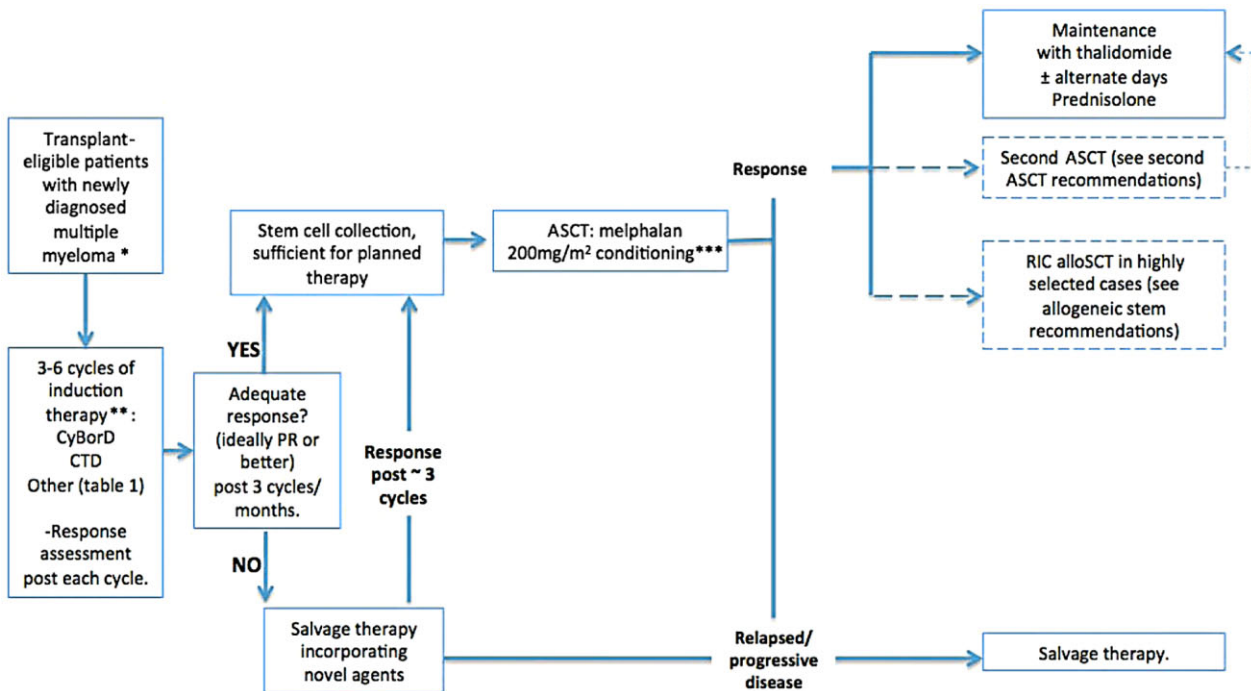 Transplant-
eligible patients
with newly
diagnosed
multiple
myeloma *
3-6 cycles of
induction
therapy** :
CyBorD
CTD
Other (table 1)
-Response
assessment
post each cycle.
YES
Adequate
response?
(ideally PR or
better)
post 3 cycles/
months.
NO
Stem cell collection,
sufficient for planned
therapy
Response
post ~ 3
cycles
Salvage therapy
incorporating
novel agents
ASCT: melphalan
200mg/m² conditioning***
Response
Relapsed/
progressive
disease
Maintenance
with thalidomide
± alternate days
Prednisolone
Second ASCT (see second
ASCT recommendations)
RIC alloSCT in highly
selected cases (see
allogeneic stem
recommendations)
Salvage therapy.